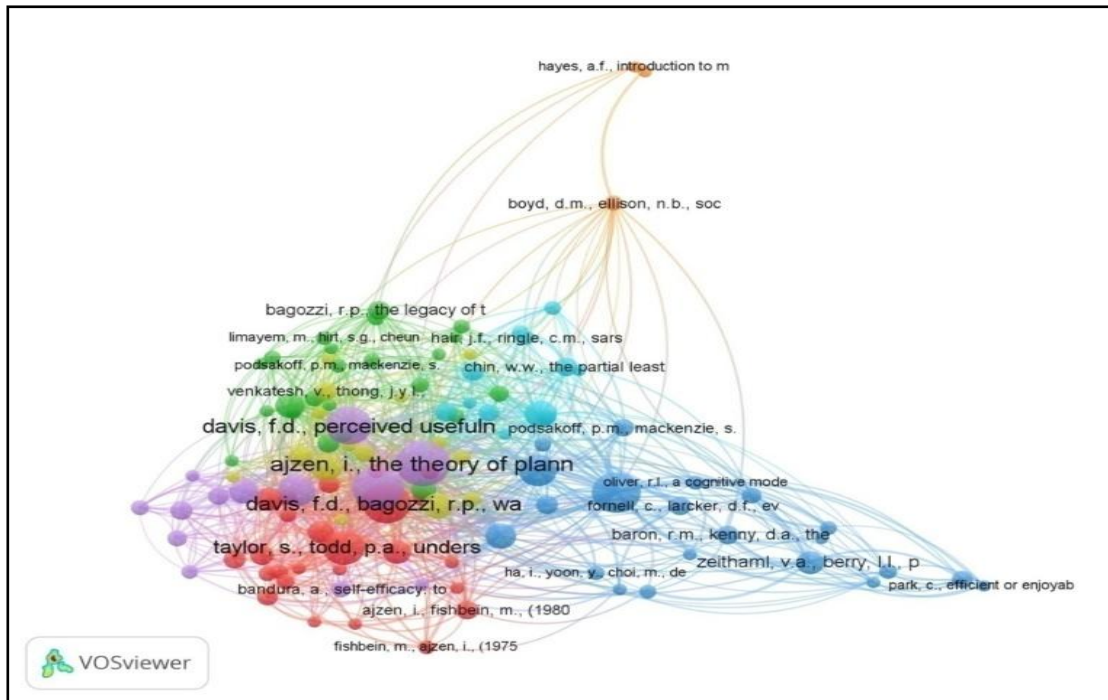 hayes, a.f., introduction to m
boyd, d.m., ellison, n.b., soc
bagozzi, r.p., the legacy of t
limayem, m., hirt, s.g., cheun
hair, j.f., ringle, c.m., sars
podsakoff, p.m., mackenzie, s.
chin, w.w., the partial least
venkatesh, v., thong, j.y.l.,
davis, f.d., perceived usefuln
podsakoff, p.m., mackenzie, s.
ajzen, i., the theory of plann
oliver, r.l., a cognitive mode
davis, f.d., bagozzi, r.p., wa
fornell, c., larcker, d.f., ev
baron, r.m., kenny, d.a., the
taylor, s., todd, p.a., unders
zeithaml, v.a., berry, l.l., p
ha, i., yoon, y., choi, m., de
park, c., efficient or enjoyab
bandura, a., self-efficacy: to
ajzen, i., fishbein, m., (1980
fishbein, m., ajzen, i., (1975
VOSviewer